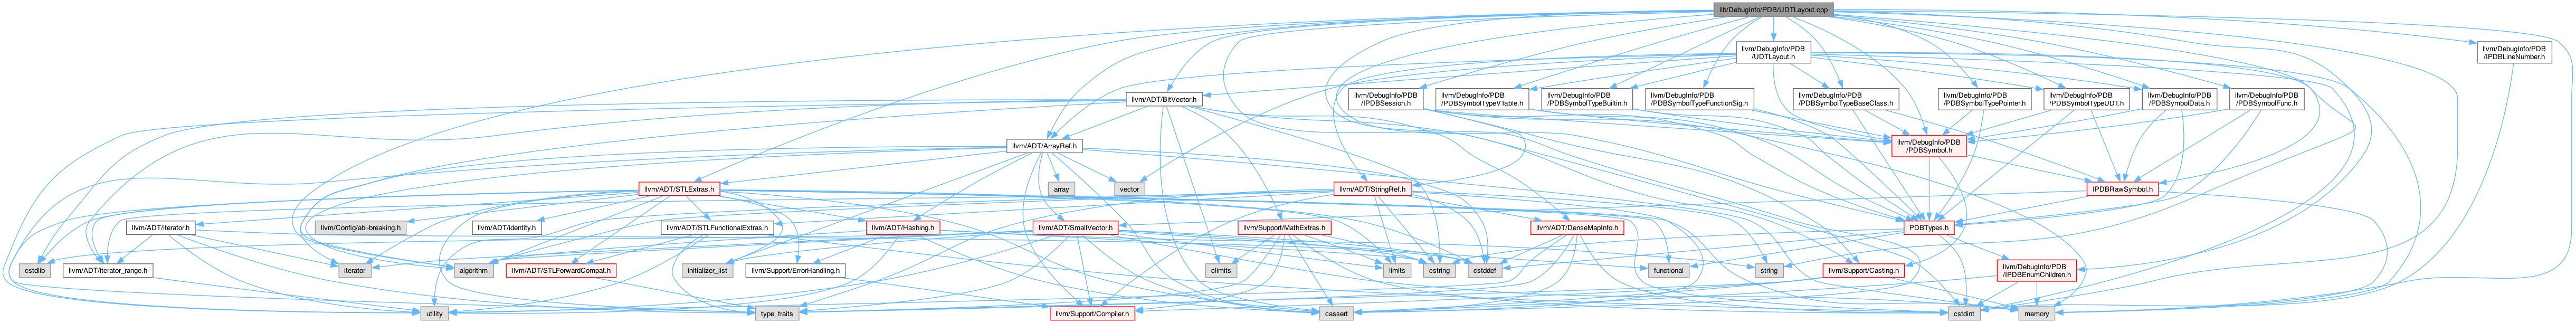 lib/DebugInfo/PDB/UDTLayout.cpp
llvm/DebugInfo/PDB
/UDTLayout.h
llvm/DebugInfo/PDB
/IPDBLineNumber.h
llvm/ADT/BitVector.h
llvm/DebugInfo/PDB
/IPDBSession.h
llvm/DebugInfo/PDB
/PDBSymbolTypeVTable.h
llvm/DebugInfo/PDB
/PDBSymbolTypeBuiltin.h
llvm/DebugInfo/PDB
/PDBSymbolTypeFunctionSig.h
llvm/DebugInfo/PDB
/PDBSymbolTypeBaseClass.h
llvm/DebugInfo/PDB
/PDBSymbolTypePointer.h
llvm/DebugInfo/PDB
/PDBSymbolTypeUDT.h
llvm/DebugInfo/PDB
/PDBSymbolData.h
llvm/DebugInfo/PDB
/PDBSymbolFunc.h
llvm/ADT/ArrayRef.h
llvm/DebugInfo/PDB
/PDBSymbol.h
llvm/ADT/STLExtras.h
array
vector
llvm/ADT/StringRef.h
IPDBRawSymbol.h
llvm/ADT/iterator.h
llvm/Config/abi-breaking.h
llvm/ADT/identity.h
llvm/ADT/STLFunctionalExtras.h
llvm/ADT/Hashing.h
llvm/ADT/SmallVector.h
llvm/Support/MathExtras.h
llvm/ADT/DenseMapInfo.h
PDBTypes.h
cstdlib
llvm/ADT/iterator_range.h
iterator
algorithm
llvm/ADT/STLForwardCompat.h
initializer_list
llvm/Support/ErrorHandling.h
climits
limits
cstring
cstddef
functional
string
llvm/Support/Casting.h
llvm/DebugInfo/PDB
/IPDBEnumChildren.h
utility
type_traits
llvm/Support/Compiler.h
cassert
cstdint
memory